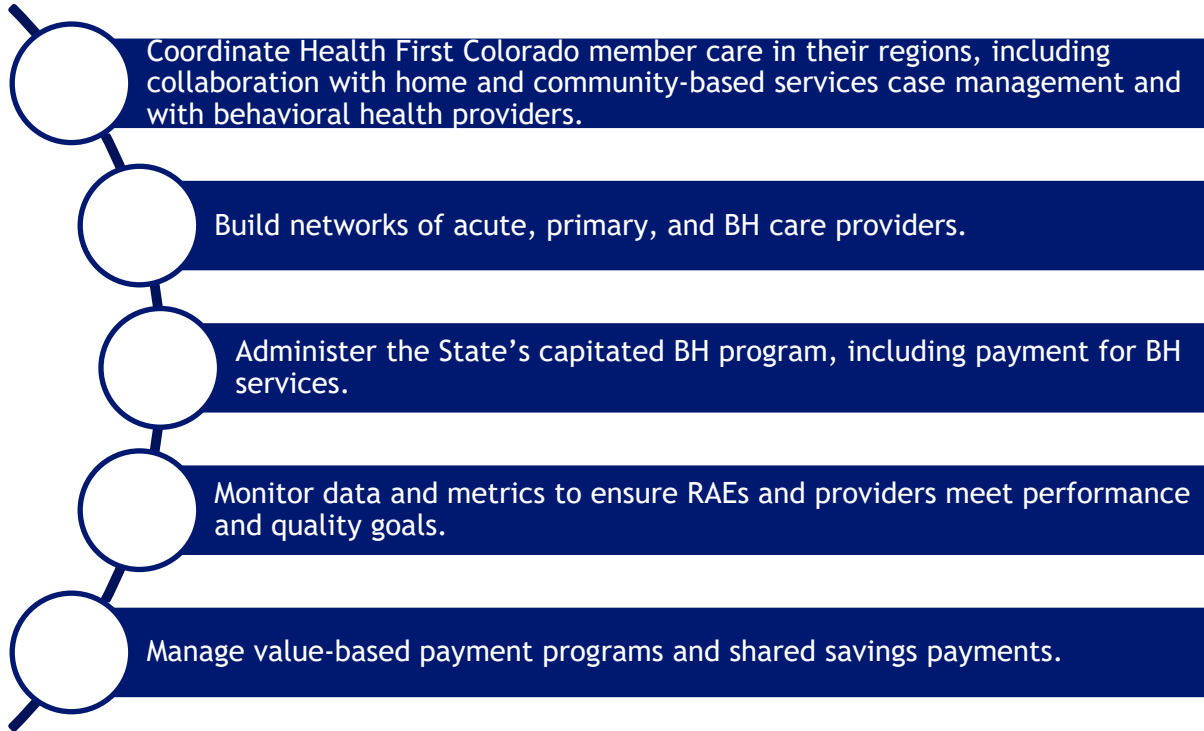 Coordinate Health First Colorado member care in their regions, including
collaboration with home and community-based services case management and
with behavioral health providers.
Build networks of acute, primary, and BH care providers.
Administer the State’s capitated BH program, including payment for BH
services.
Monitor data and metrics to ensure RAEs and providers meet performance
and quality goals.
Manage value-based payment programs and shared savings payments.